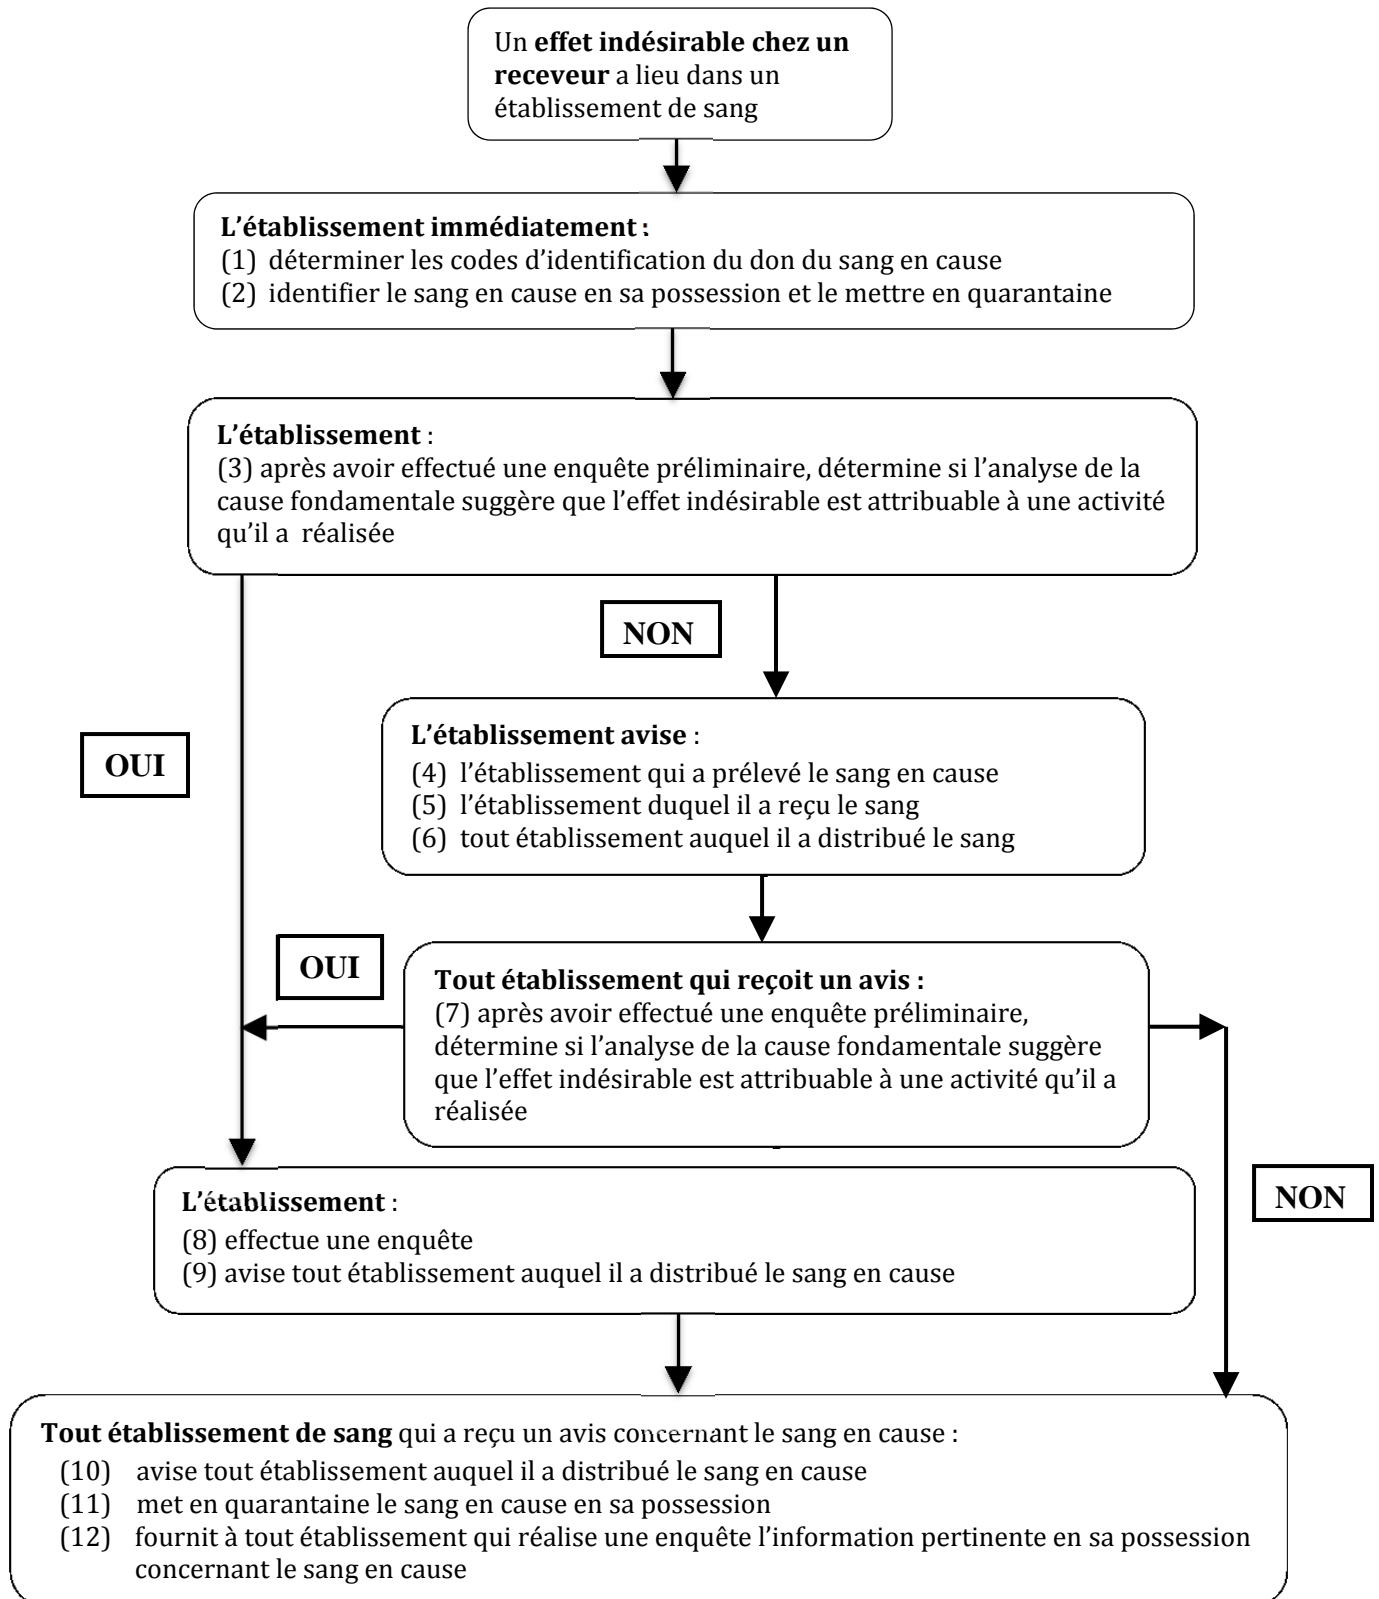 Un effet indésirable chez un
receveur a lieu dans un
établissement de sang
L'établissement immédiatement :
(1) déterminer les codes d'identification du don du sang en cause
(2) identifier le sang en cause en sa possession et le mettre en quarantaine
L'établissement :
(3) après avoir effectué une enquête préliminaire, détermine si l'analyse de la
cause fondamentale suggère que l'effet indésirable est attribuable à une activité
qu'il a réalisée
NON
OUI
L'établissement avise :
(4) l'établissement qui a prélevé le sang en cause
(5) l'établissement duquel il a reçu le sang
(6) tout établissement auquel il a distribué le sang
OUI
Tout établissement qui reçoit un avis :
(7) après avoir effectué une enquête préliminaire,
détermine si l'analyse de la cause fondamentale suggère
que l'effet indésirable est attribuable à une activité qu'il a
réalisée
NON
L'établissement :
(8) effectue une enquête
(9) avise tout établissement auquel il a distribué le sang en cause
Tout établissement de sang qui a reçu un avis concernant le sang en cause :
(10) avise tout établissement auquel il a distribué le sang en cause
(11) met en quarantaine le sang en cause en sa possession
(12) fournit à tout établissement qui réalise une enquête l'information pertinente en sa possession
concernant le sang en cause